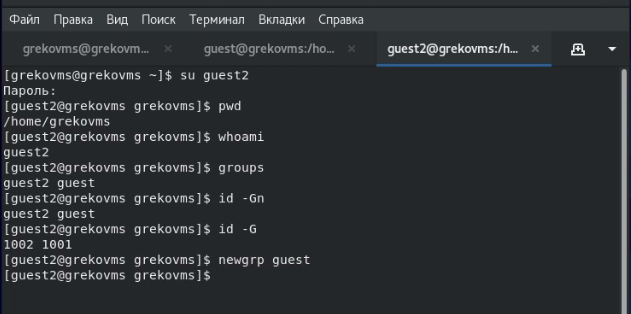 Файл Правка Вид Поиск Терминал Вкладки Справка
grekovms@grekovm... × guest@grekovms:/ho... × guest2@grekovms:/h... ×
[grekovms@grekovms ~]$ su guest2
Пароль:
[guest2@grekovms grekovms]$ pwd
/home/grekovms
[guest2@grekovms grekovms]$ whoami
guest2
[guest2@grekovms grekovms]$ groups
guest2 guest
[guest2@grekovms grekovms]$ id -Gn
guest2 guest
[guest2@grekovms grekovms]$ id -G
1002 1001
[guest2@grekovms grekovms]$ newgrp guest
[guest2@grekovms grekovms]$